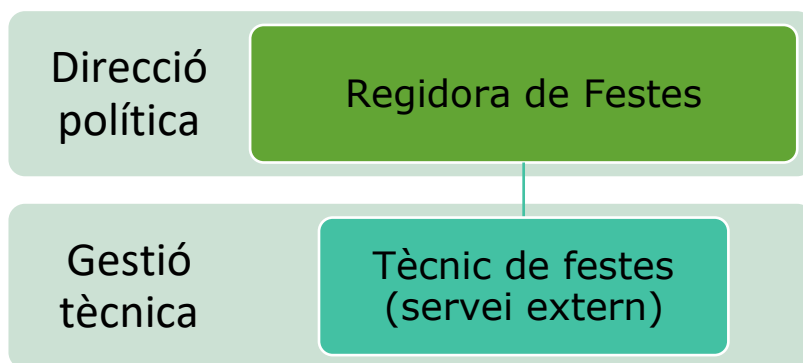 Direcció
política
Regidora de Festes
Gestió
tècnica
Tècnic de festes
(servei extern)